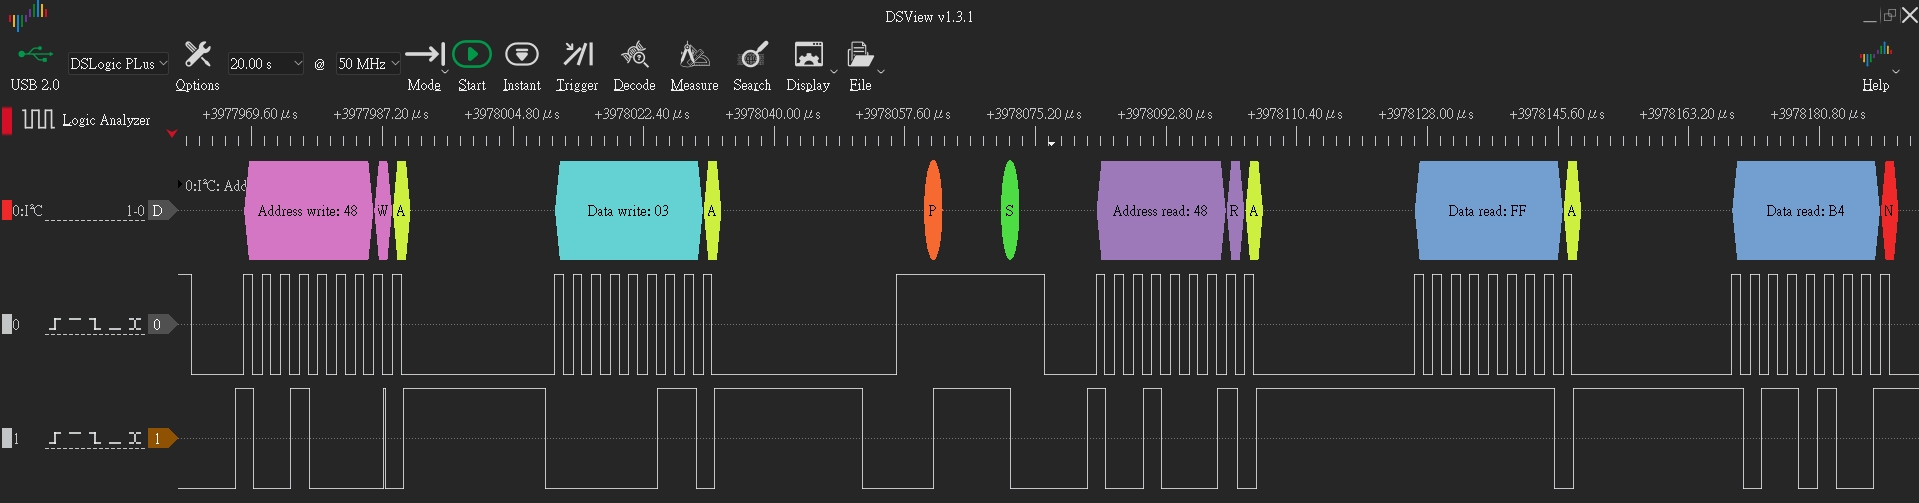 DSView v1.3.1
USB 2.0
DSLogic PLus
Options
20.00 s
@
50 MHz
Mode
Start
Instant
Trigger
Decode
Measure
Search
Display
File
Help
Logic Analyzer
+3977969.60 μs +3977987.20 μs +3978004.80 μs +3978022.40 μs +3978040.00 μs +3978057.60 μs +3978075.20 μs +3978092.80 μs +3978110.40 μs +3978128.00 μs +3978145.60 μs +3978163.20 μs +3978180.80 μs
0:I²C: Add
0:I²C 1-0 D Address write: 48 W A Data write: 03 A P S Address read: 48 R A Data read: FF A Data read: B4 N
0 0
1 1